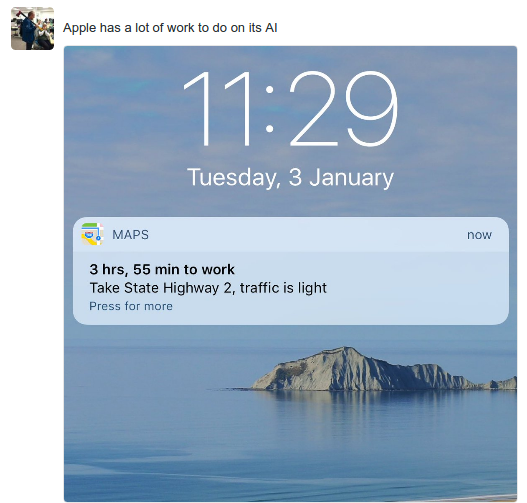 Apple has a lot of work to do on its AI
11:29
Tuesday, 3 January
MAPS now
3 hrs, 55 min to work
Take State Highway 2, traffic is light
Press for more